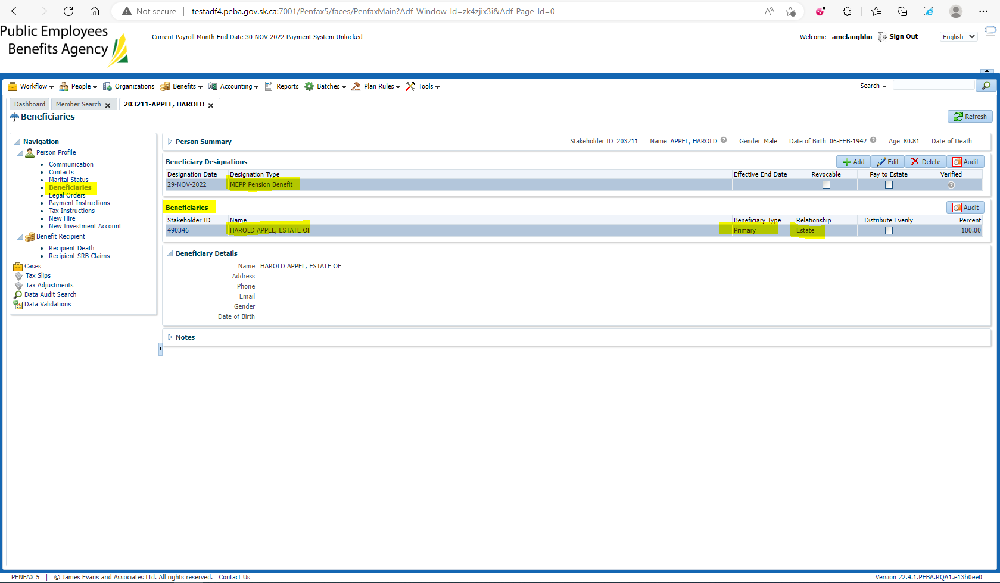 Not secure | testadf4.peba.gov.sk.ca:7001/Penfax5/faces/PenfaxMain?Adf-Window-Id=zk4zjix3i&Adf-Page-Id=0
Public Employees
Benefits Agency
Current Payroll Month End Date 30-NOV-2022 Payment System Unlocked
Welcome amclaughlin Sign Out English
Workflow People Organizations Benefits Accounting Reports Batches Plan Rules Tools Search
Dashboard Member Search 203211-APPEL, HAROLD
Beneficiaries Refresh
Navigation
Person Profile
Communication
Contacts
Marital Status
Beneficiaries
Legal Orders
Payment Instructions
Tax Instructions
New Hire
New Investment Account
Benefit Recipient
Recipient Death
Recipient SRB Claims
Cases
Tax Slips
Tax Adjustments
Data Audit Search
Data Validations
Person Summary Stakeholder ID 203211 Name APPEL, HAROLD Gender Male Date of Birth 06-FEB-1942 Age 80.81 Date of Death
Beneficiary Designations Add Edit Delete Audit
Designation Date Designation Type Effective End Date Revocable Pay to Estate Verified
29-NOV-2022 MEPP Pension Benefit
Beneficiaries Audit
Stakeholder ID Name Beneficiary Type Relationship Distribute Evenly Percent
490346 HAROLD APPEL, ESTATE OF Primary Estate 100.00
Beneficiary Details
Name HAROLD APPEL, ESTATE OF
Address
Phone
Email
Gender
Date of Birth
Notes
PENFAX 5 | © James Evans and Associates Ltd. All rights reserved. Contact Us Version 22.4.1.PEBA.RQA1.e13b0ee0